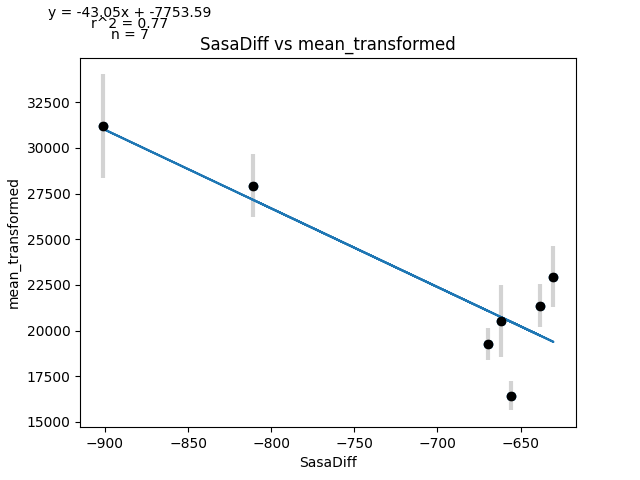 y = -43.05x + -7753.59
r^2 = 0.77
n = 7
SasaDiff vs mean_transformed
mean_transformed
32500
30000
27500
25000
22500
20000
17500
15000
−900
−850
−800
−750
−700
−650
SasaDiff